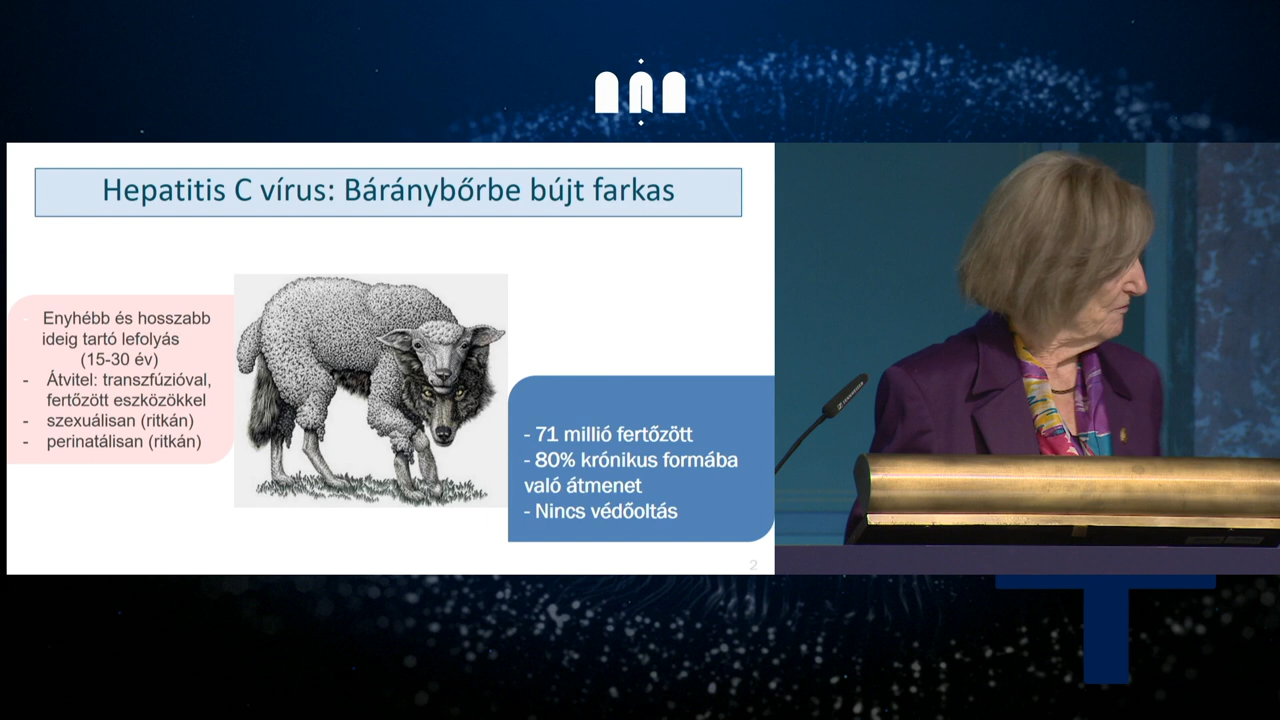 Hepatitis C vírus: Báránybőrbe bújt farkas
Enyhébb és hosszabb
ideig tartó lefolyás
(15-30 év)
- Átvitel: transzfúzióval,
fertőzött eszközökkel
- szexuálisan (ritkán)
- perinatálisan (ritkán)
- 71 millió fertőzött
- 80% krónikus formába
való átmenet
- Nincs védőoltás
2
SENNHEISER